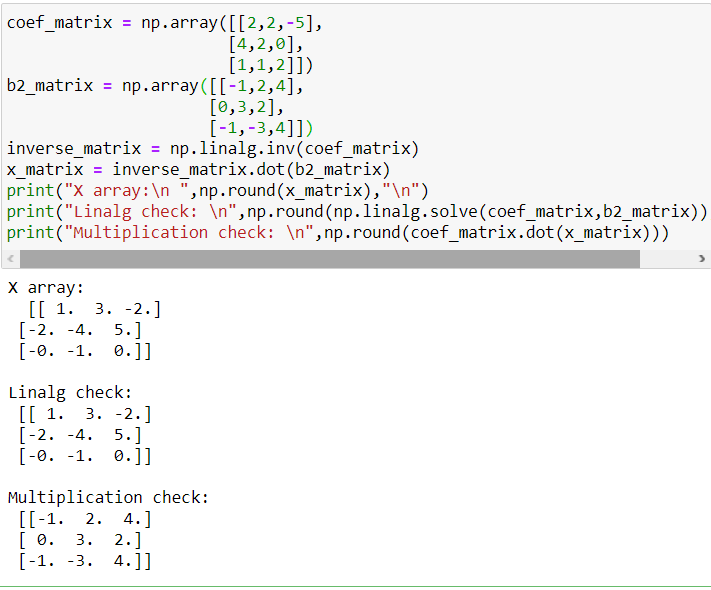 coef_matrix = np.array([[2,2,-5],
[4,2,0],
[1,1,2]])
b2_matrix = np.array([[-1,2,4],
[0,3,2],
[-1,-3,4]])
inverse_matrix = np.linalg.inv(coef_matrix)
x_matrix = inverse_matrix.dot(b2_matrix)
print("X array:\n ",np.round(x_matrix),"\n")
print("Linalg check: \n",np.round(np.linalg.solve(coef_matrix,b2_matrix))
print("Multiplication check: \n",np.round(coef_matrix.dot(x_matrix)))
X array:
[[ 1.  3. -2.]
[-2. -4.  5.]
[-0. -1.  0.]]
Linalg check:
[[ 1.  3. -2.]
[-2. -4.  5.]
[-0. -1.  0.]]
Multiplication check:
[[-1.  2.  4.]
[ 0.  3.  2.]
[-1. -3.  4.]]